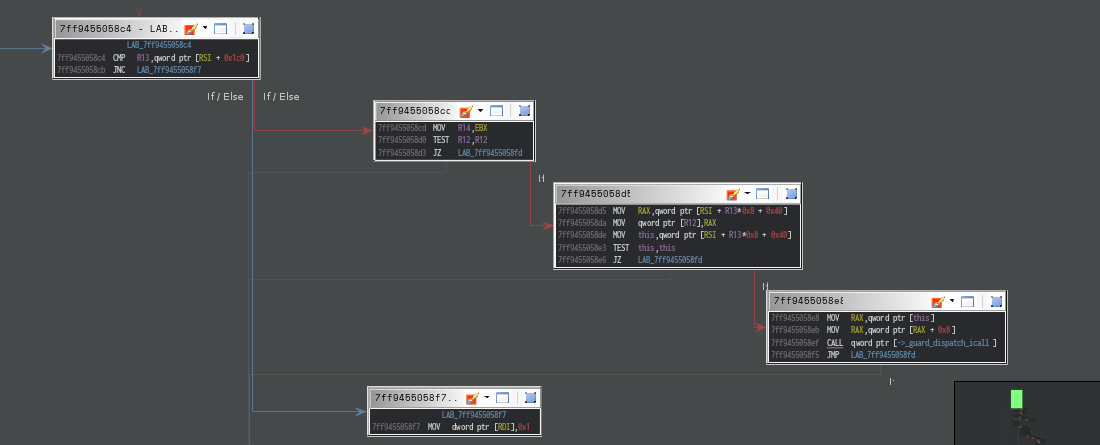 7ff9455058c4 - LAB..
LAB_7ff9455058c4
7ff9455058c4 CMP R13,qword ptr [RSI + 0x1c0]
7ff9455058cb JNC LAB_7ff9455058f7
If / Else If / Else
7ff9455058cc
7ff9455058cd MOV R14,EBX
7ff9455058d0 TEST R12,R12
7ff9455058d3 JZ LAB_7ff9455058fd
If
7ff9455058d5
7ff9455058d5 MOV RAX,qword ptr [RSI + R13*0x8 + 0x40]
7ff9455058da MOV qword ptr [R12],RAX
7ff9455058de MOV this,qword ptr [RSI + R13*0x8 + 0x40]
7ff9455058e3 TEST this,this
7ff9455058e6 JZ LAB_7ff9455058fd
If
7ff9455058e8
7ff9455058e8 MOV RAX,qword ptr [this]
7ff9455058eb MOV RAX,qword ptr [RAX + 0x8]
7ff9455058ef CALL qword ptr [->_guard_dispatch_icall ]
7ff9455058f5 JMP LAB_7ff9455058fd
7ff9455058f7..
LAB_7ff9455058f7
7ff9455058f7 MOV dword ptr [RDI],0x1